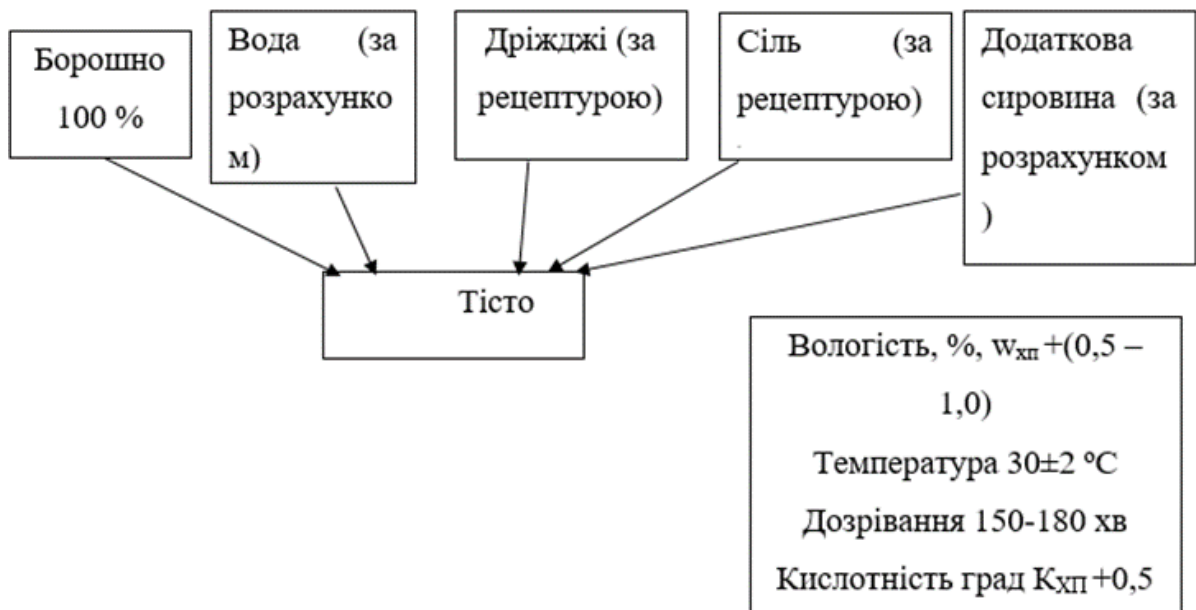 Борошно
100 %
Вода (за
розрахунко
м)
Дріжджі (за
рецептурою)
Сіль (за
рецептурою)
Додаткова
сировина (за
розрахунком
)
Тісто
Вологість, %, wхп +(0,5 –
1,0)
Температура 30±2 ºС
Дозрівання 150-180 хв
Кислотність град KХП +0,5